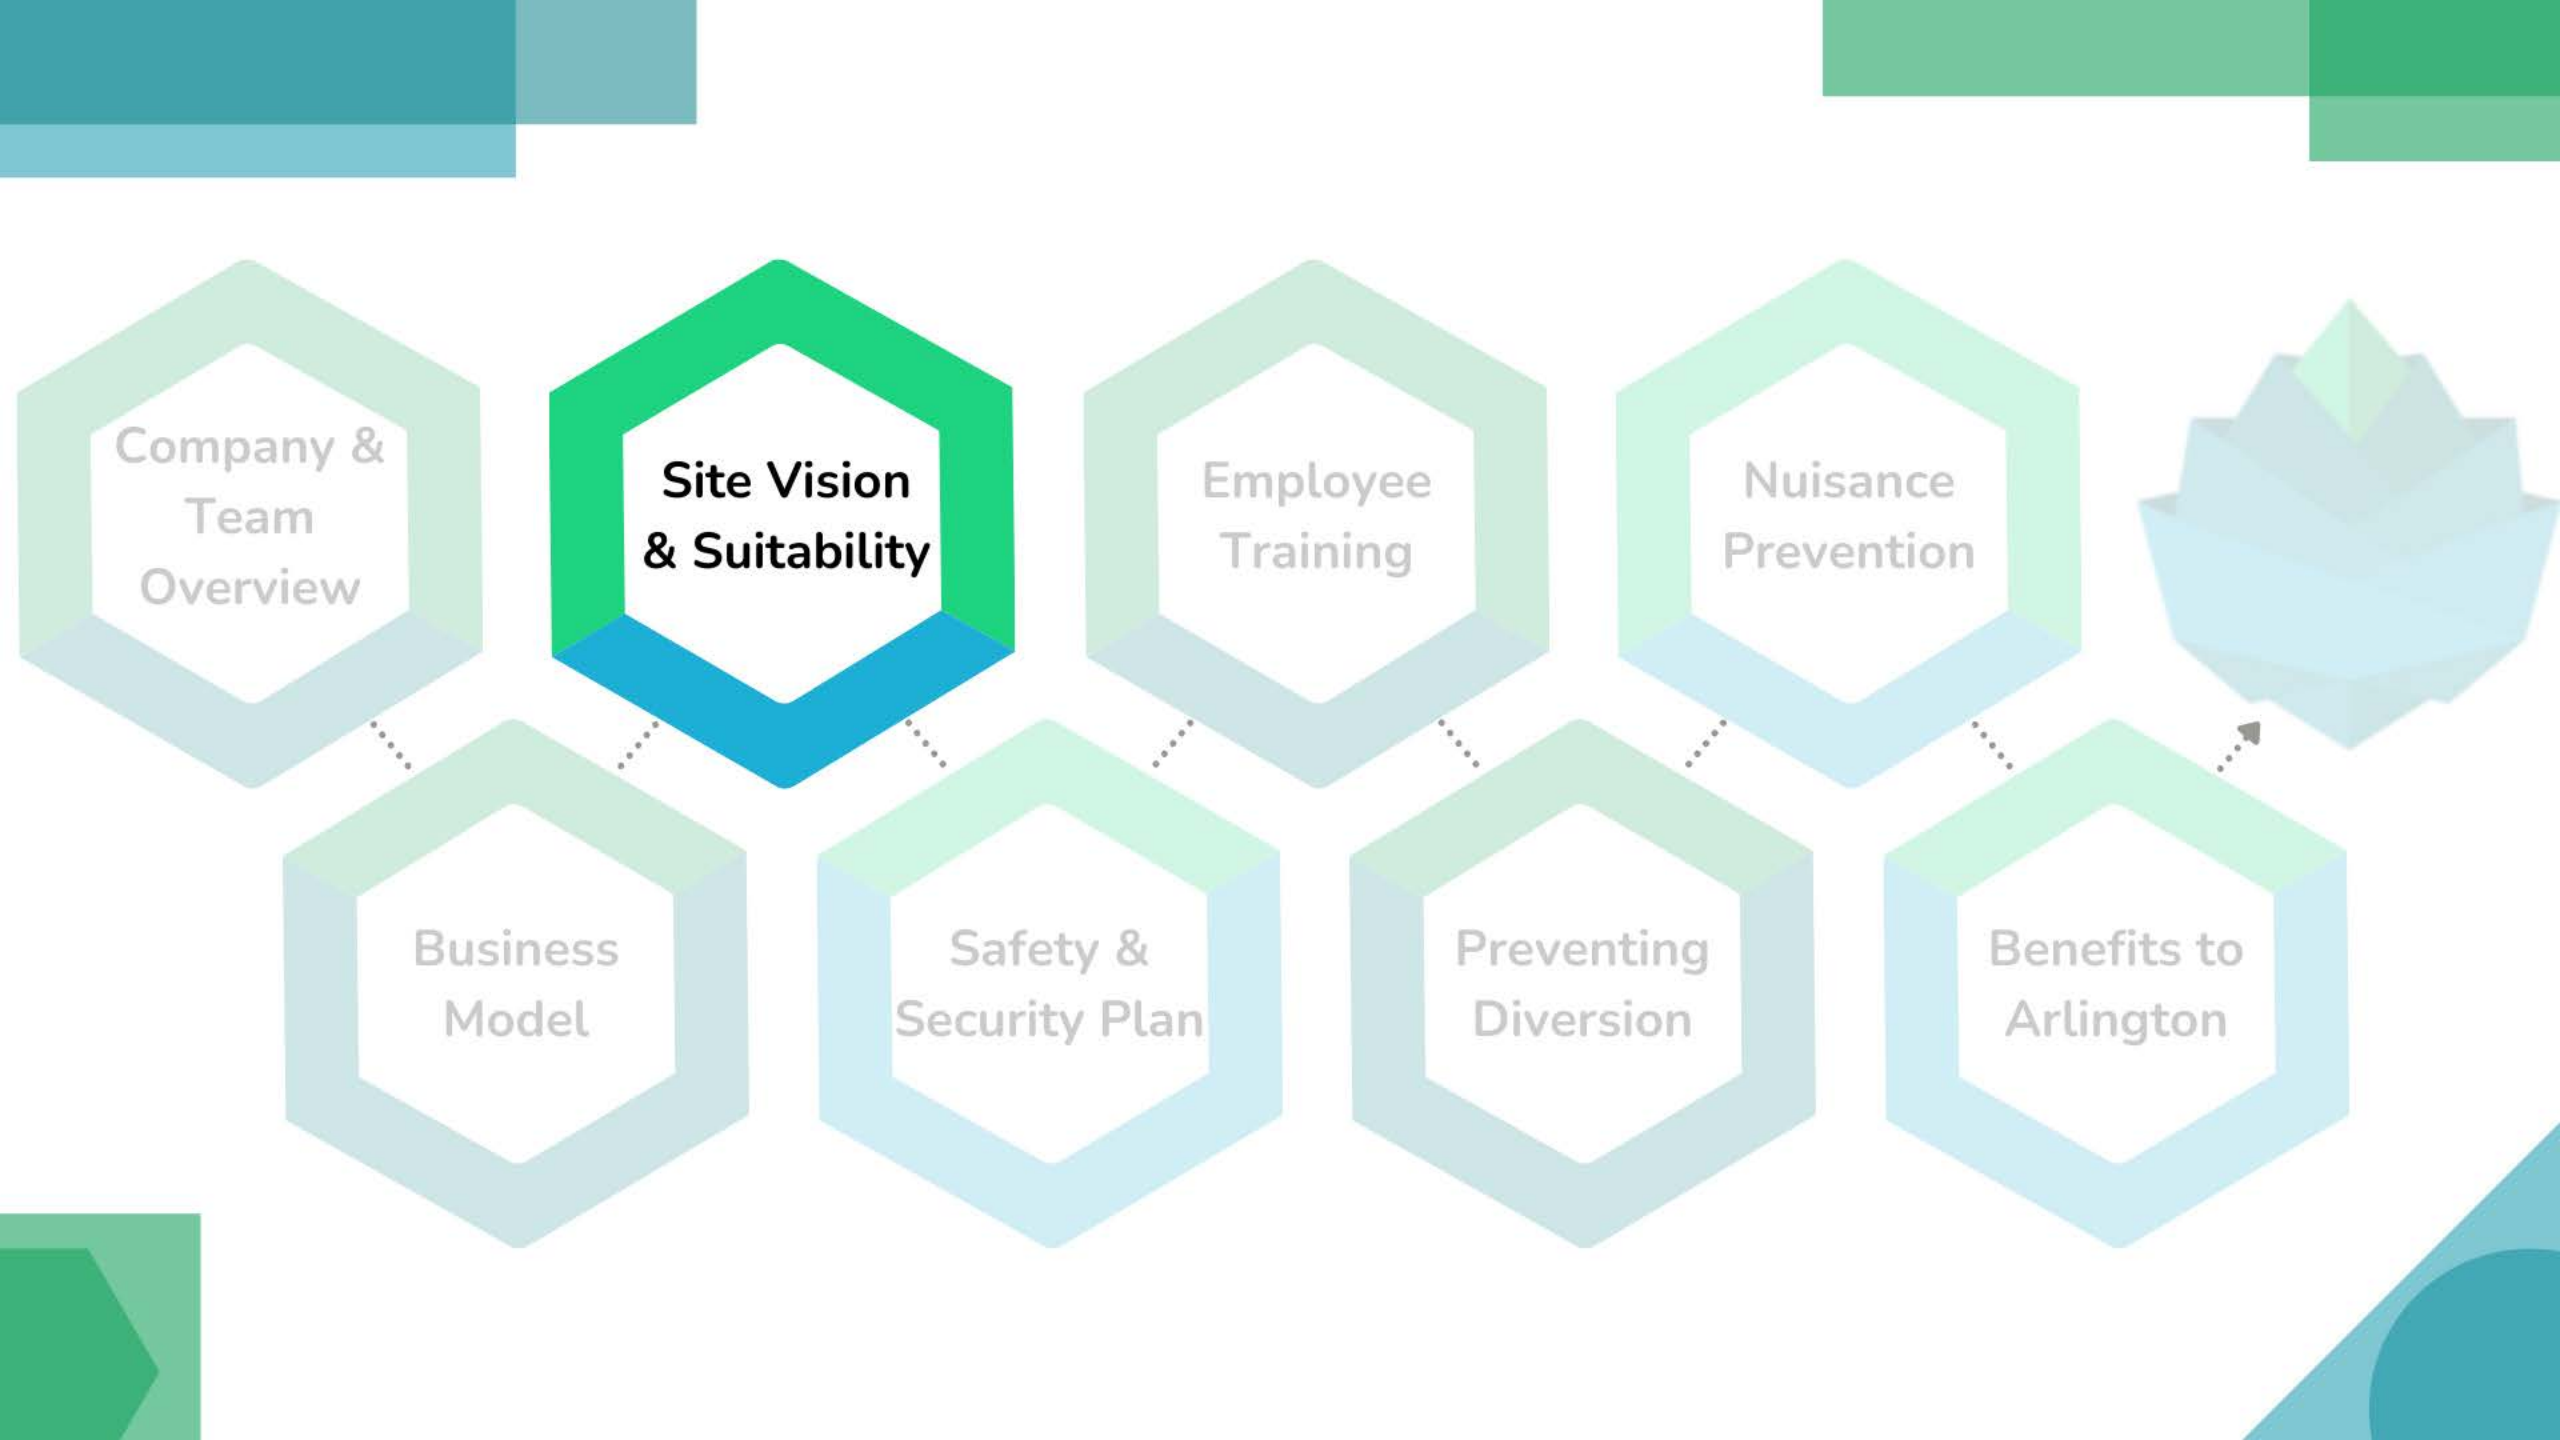 Company &
Team
Overview
Business
Model
Site Vision
& Suitability
Safety &
Security Plan
Employee
Training
Preventing
Diversion
Nuisance
Prevention
Benefits to
Arlington